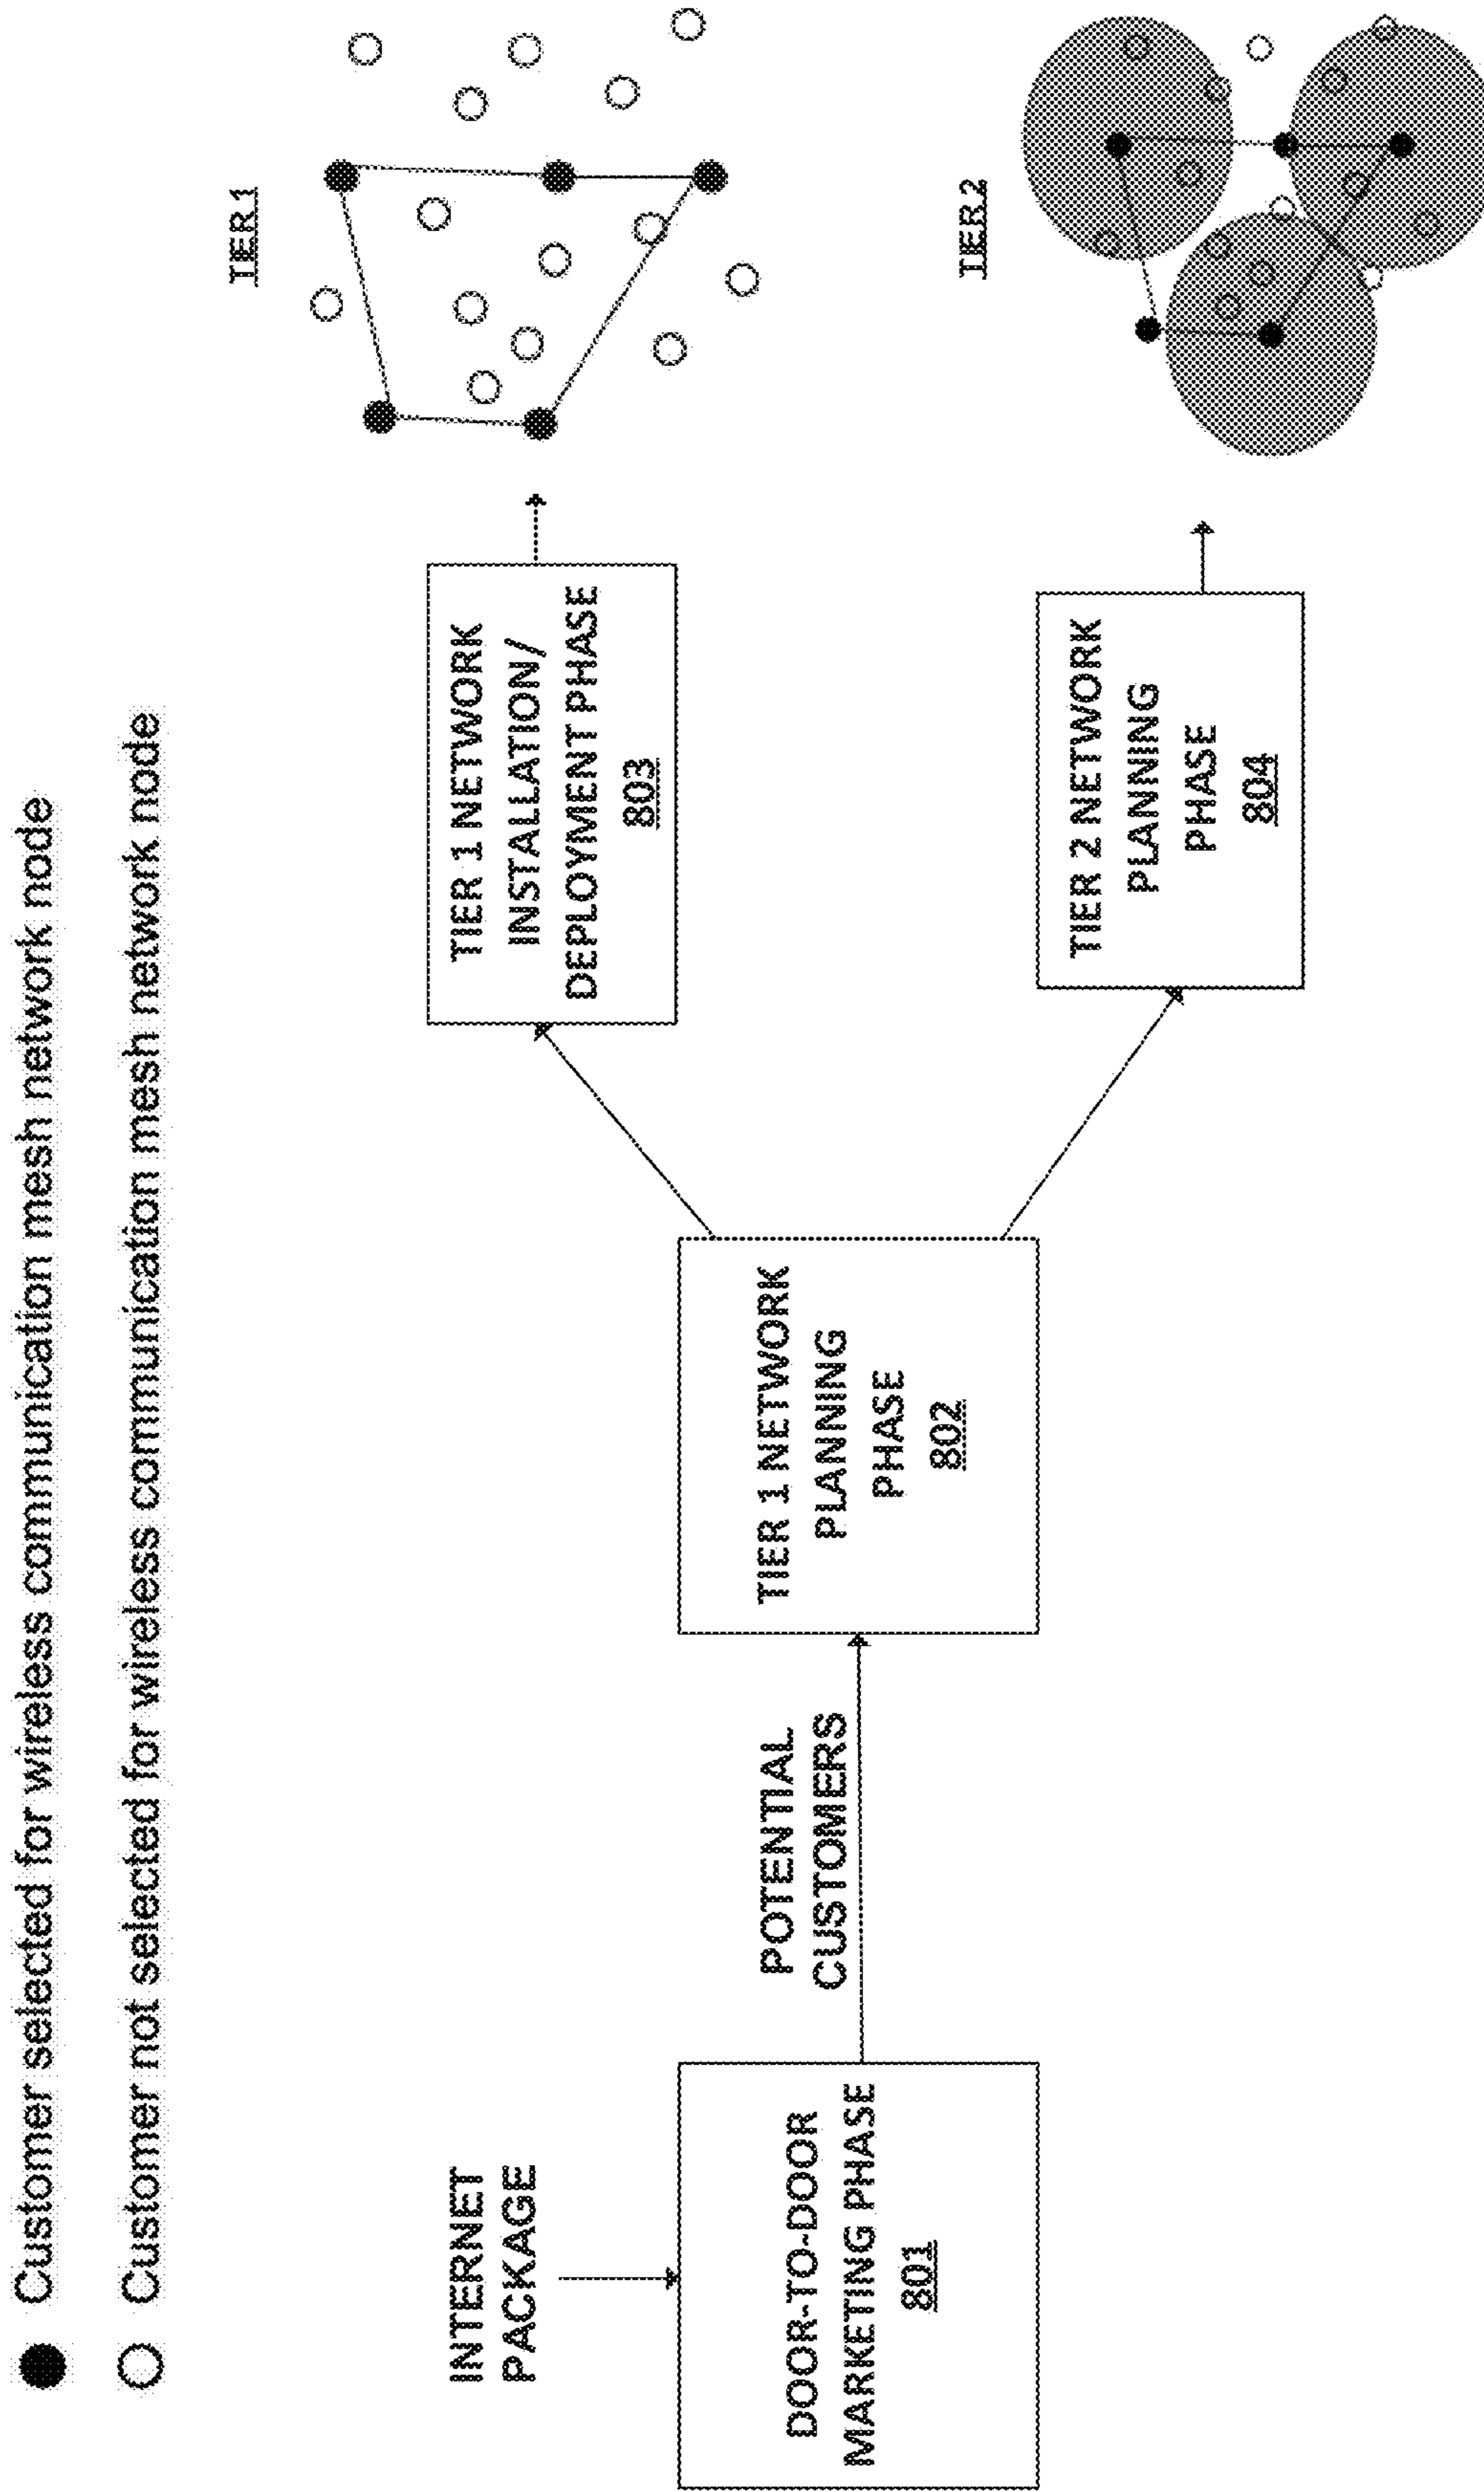 Customer selected for wireless communication mesh network node
Customer not selected for wireless communication mesh network node
INTERNET
PACKAGE
DOOR-TO-DOOR
MARKETING PHASE
801
POTENTIAL
CUSTOMERS
TIER 1 NETWORK
PLANNING
PHASE
802
TIER 1 NETWORK
INSTALLATION/
DEPLOYMENT PHASE
803
TIER 1
TIER 2 NETWORK
PLANNING
PHASE
804
TIER 2